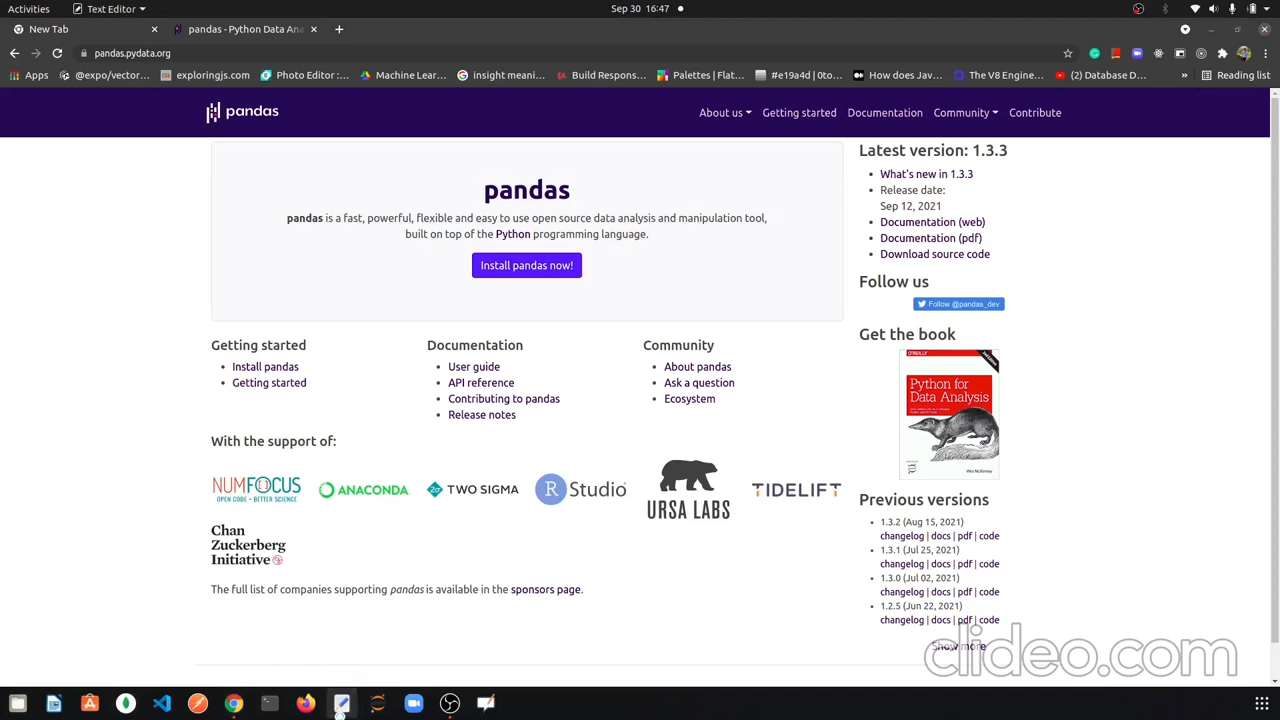 Activities
Text Editor
Sep 30 16:47
New Tab
pandas - Python Data Ana
pandas.pydata.org
Apps
@expo/vector…
exploringjs.com
Photo Editor :…
Machine Lear…
insight meani…
Build Respons…
Palettes | Flat…
#e19a4d | 0to…
How does Jav…
The V8 Engine…
(2) Database D…
»
Reading list
pandas
About us
Getting started
Documentation
Community
Contribute
pandas
pandas is a fast, powerful, flexible and easy to use open source data analysis and manipulation tool,
built on top of the Python programming language.
Install pandas now!
Getting started
Install pandas
Getting started
Documentation
User guide
API reference
Contributing to pandas
Release notes
Community
About pandas
Ask a question
Ecosystem
With the support of:
NUMFOCUS
OPEN CODE = BETTER SCIENCE
ANACONDA
TWO SIGMA
R Studio
URSA LABS
TIDELIFT
Chan
Zuckerberg
Initiative
The full list of companies supporting pandas is available in the sponsors page.
Latest version: 1.3.3
What's new in 1.3.3
Release date:
Sep 12, 2021
Documentation (web)
Documentation (pdf)
Download source code
Follow us
Follow @pandas_dev
Get the book
O'REILLY
Python for
Data Analysis
Wes McKinney
Previous versions
1.3.2 (Aug 15, 2021)
changelog | docs | pdf | code
1.3.1 (Jul 25, 2021)
changelog | docs | pdf | code
1.3.0 (Jul 02, 2021)
changelog | docs | pdf | code
1.2.5 (Jun 22, 2021)
changelog | docs | pdf | code
Show more
clideo.com